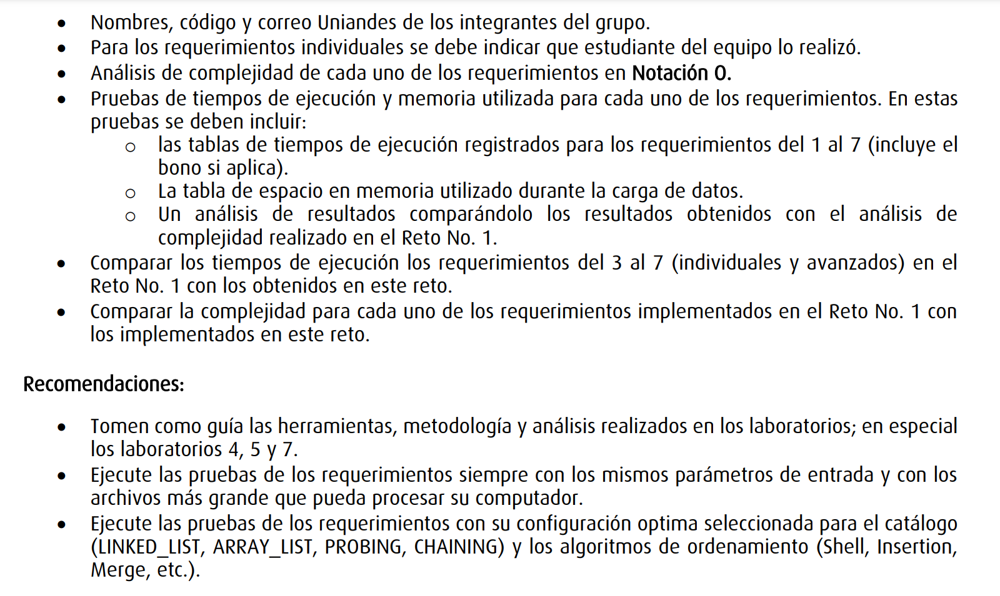 • Nombres, código y correo Uniandes de los integrantes del grupo.
• Para los requerimientos individuales se debe indicar que estudiante del equipo lo realizó.
• Análisis de complejidad de cada uno de los requerimientos en Notación O.
• Pruebas de tiempos de ejecución y memoria utilizada para cada uno de los requerimientos. En estas
pruebas se deben incluir:
o las tablas de tiempos de ejecución registrados para los requerimientos del 1 al 7 (incluye el
bono si aplica).
o La tabla de espacio en memoria utilizado durante la carga de datos.
o Un análisis de resultados comparándolo los resultados obtenidos con el análisis de
complejidad realizado en el Reto No. 1.
• Comparar los tiempos de ejecución los requerimientos del 3 al 7 (individuales y avanzados) en el
Reto No. 1 con los obtenidos en este reto.
• Comparar la complejidad para cada uno de los requerimientos implementados en el Reto No. 1 con
los implementados en este reto.
Recomendaciones:
• Tomen como guía las herramientas, metodología y análisis realizados en los laboratorios; en especial
los laboratorios 4, 5 y 7.
• Ejecute las pruebas de los requerimientos siempre con los mismos parámetros de entrada y con los
archivos más grande que pueda procesar su computador.
• Ejecute las pruebas de los requerimientos con su configuración optima seleccionada para el catálogo
(LINKED_LIST, ARRAY_LIST, PROBING, CHAINING) y los algoritmos de ordenamiento (Shell, Insertion,
Merge, etc.).